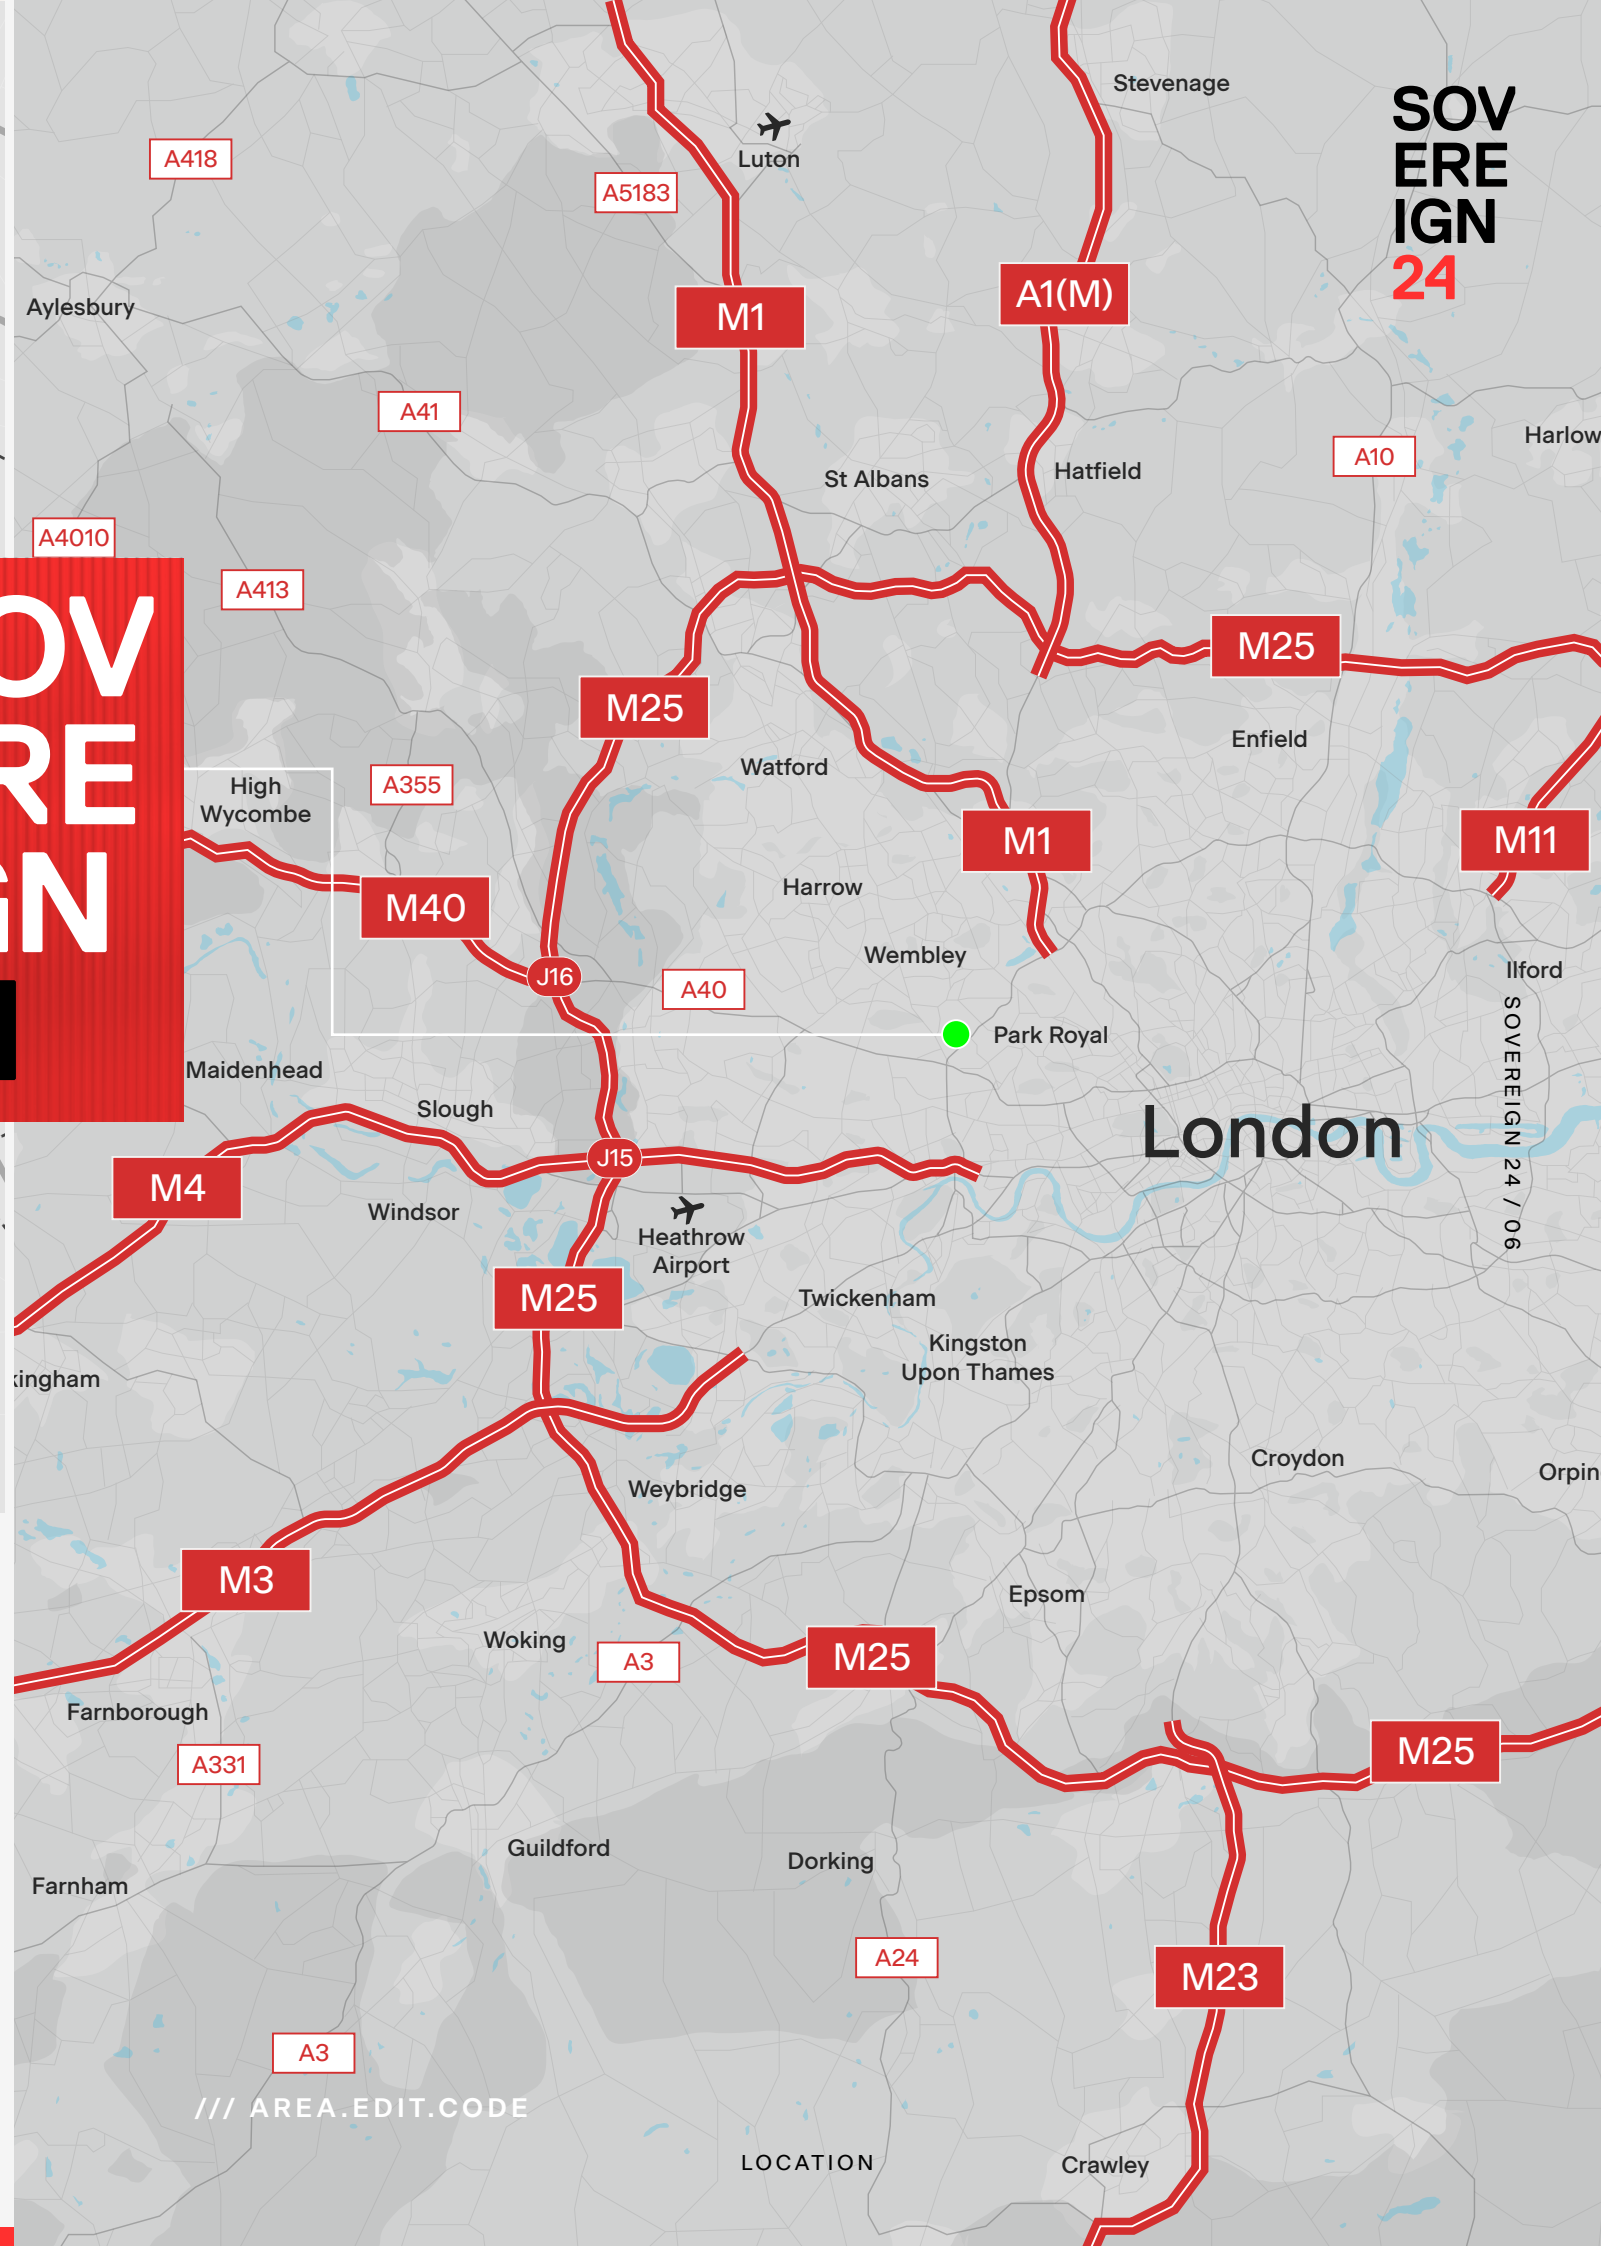 Stevenage
SOV
ERE
IGN
24
Luton
A418
A5183
Aylesbury
M1
A1(M)
A41
Harlow
A10
St Albans
Hatfield
A4010
A413
M25
M25
OV
RE
GN
Enfield
Watford
High
Wycombe
A355
M1
M11
Harrow
M40
Wembley
J16
A40
Ilford
Park Royal
Maidenhead
Slough
London
SOVEREIGN 24 / 06
J15
M4
Windsor
Heathrow
Airport
M25
Twickenham
Kingston
Upon Thames
kingham
Croydon
Orpin
Weybridge
M3
Epsom
Woking
A3
M25
Farnborough
A331
M25
Guildford
Dorking
Farnham
A24
M23
A3
/// AREA.EDIT.CODE
LOCATION
Crawley